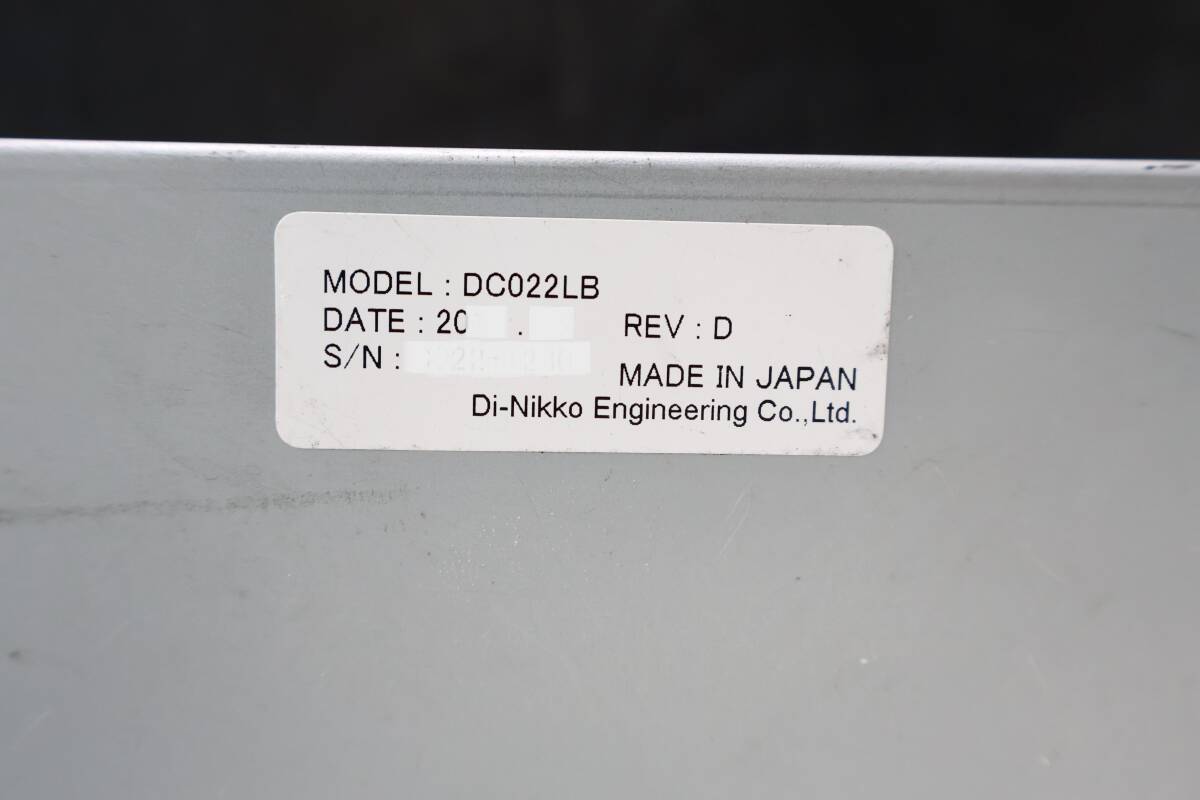 MODEL : DC022LB
DATE : 20 . REV : D
S/N :
MADE IN JAPAN
Di-Nikko Engineering Co.,Ltd.